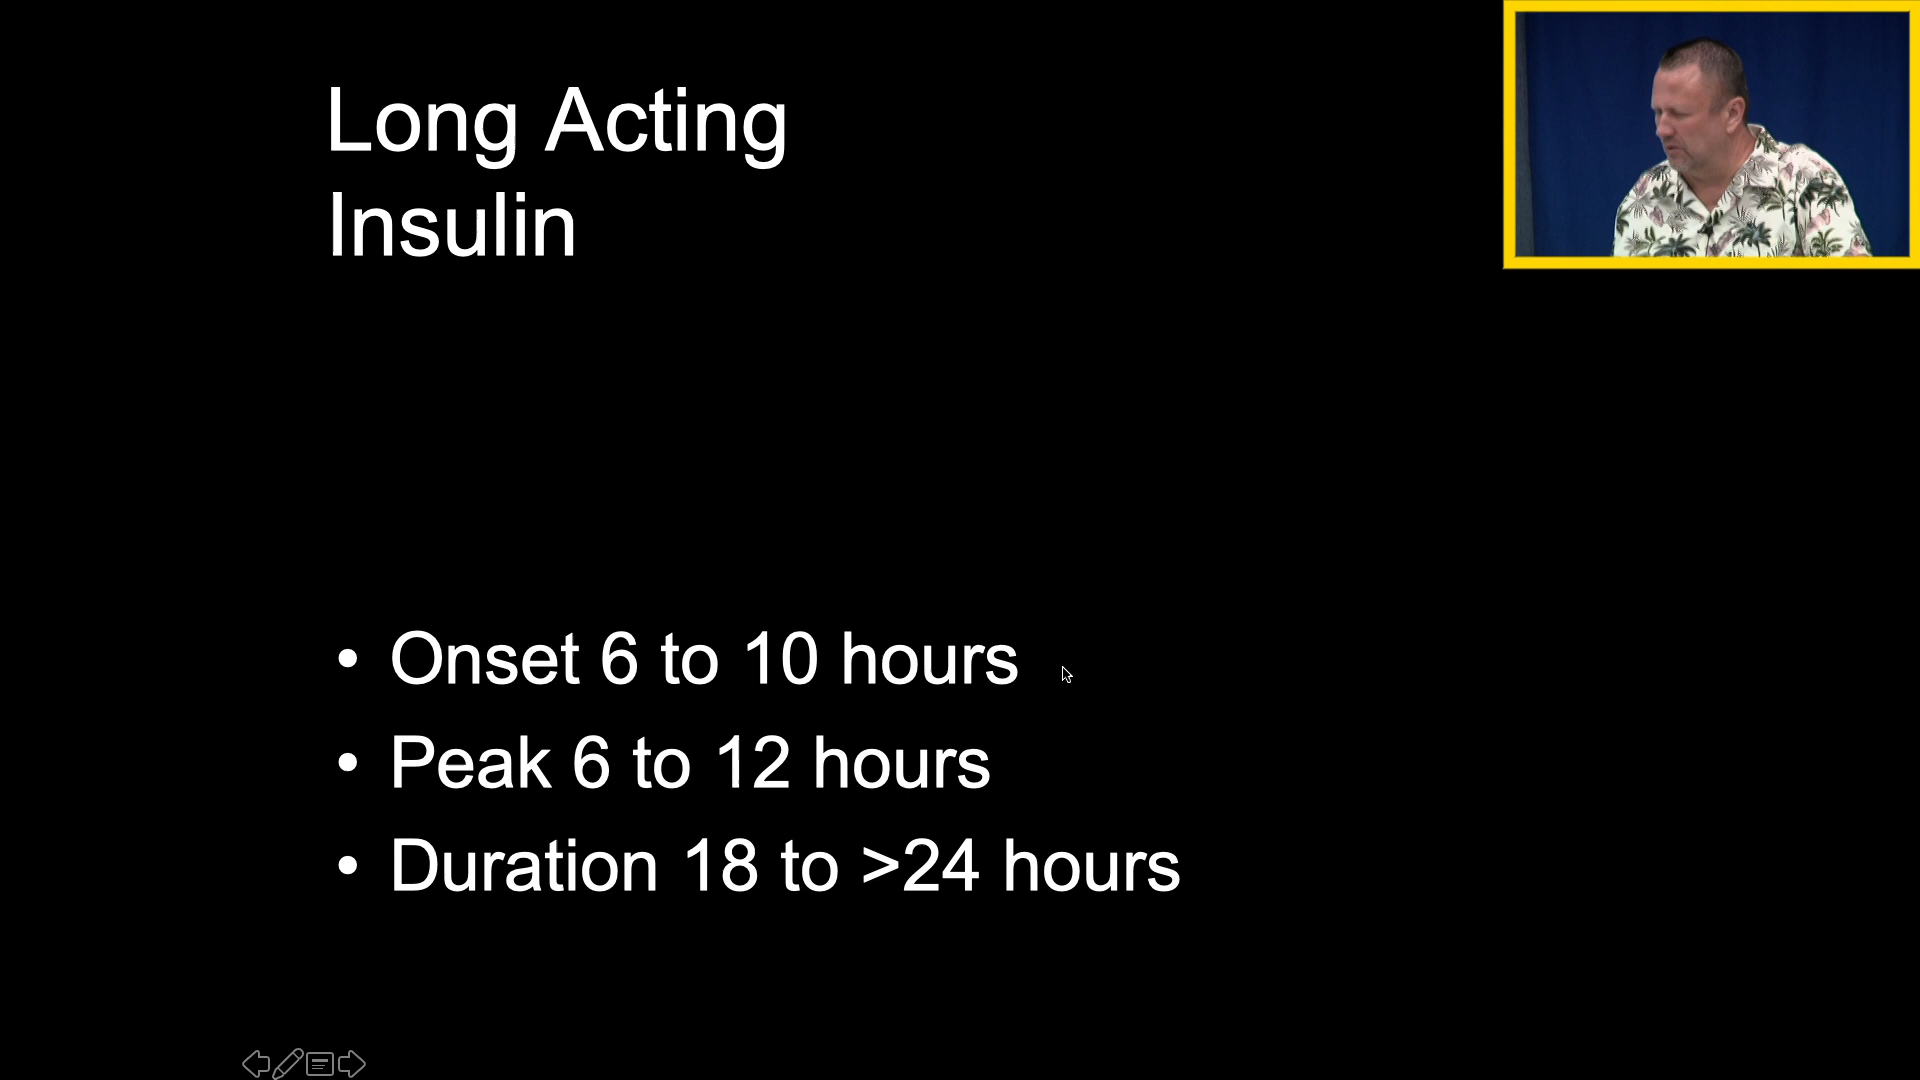 Long Acting
Insulin
• Onset 6 to 10 hours
• Peak 6 to 12 hours
• Duration 18 to >24 hours